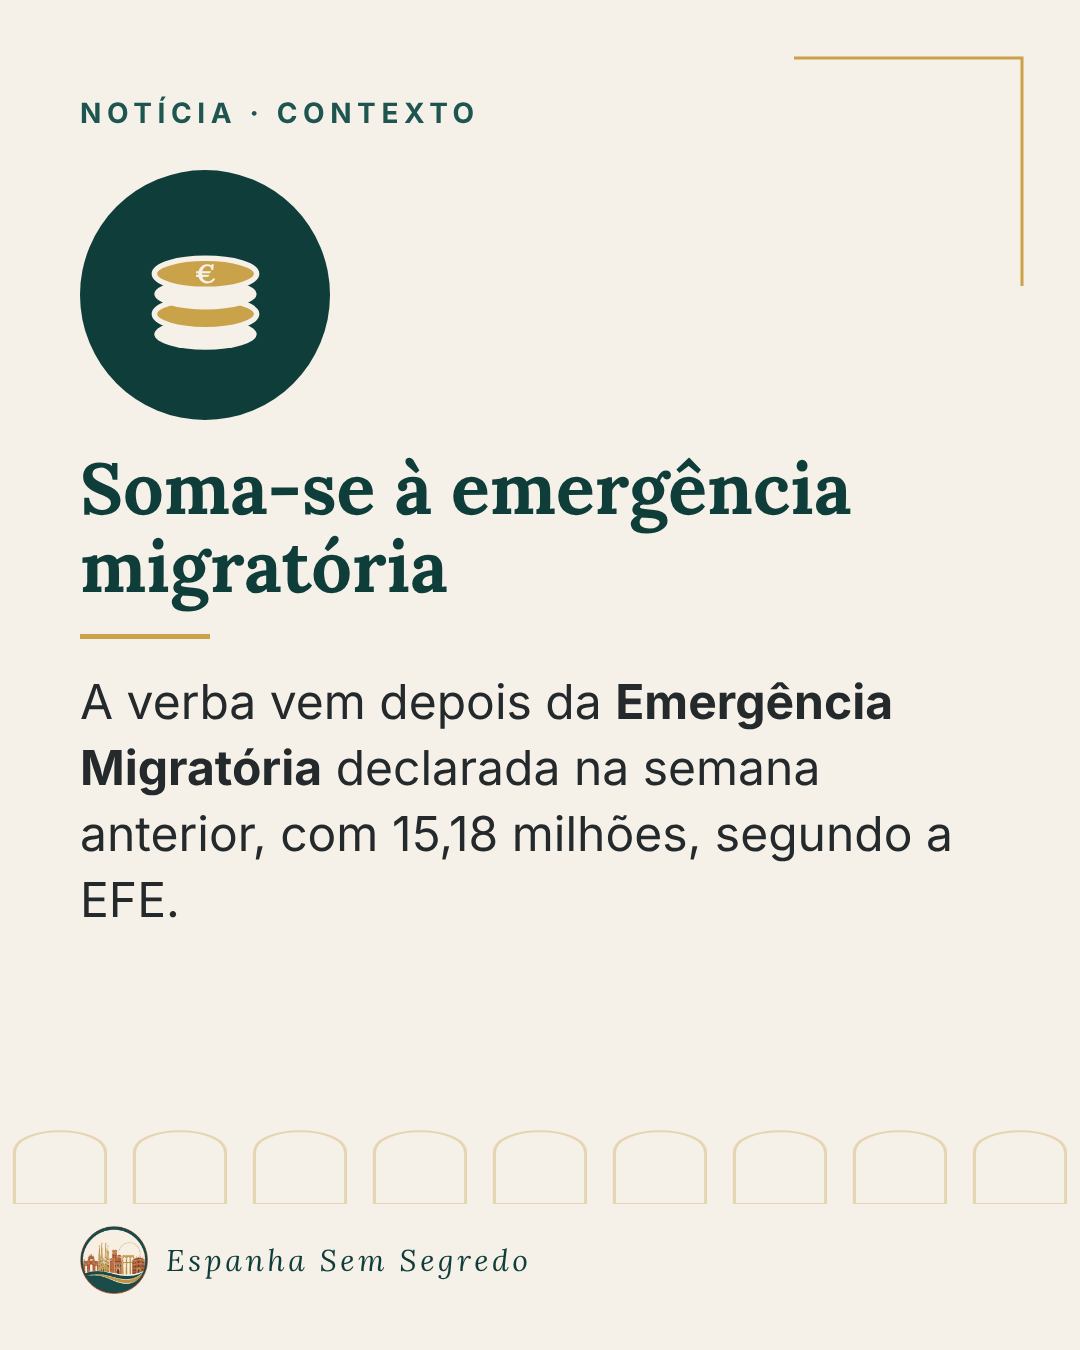 NOTÍCIA · CONTEXTO
€
Soma-se à emergência
migratória
A verba vem depois da Emergência
Migratória declarada na semana
anterior, com 15,18 milhões, segundo a
EFE.
Espanha Sem Segredo